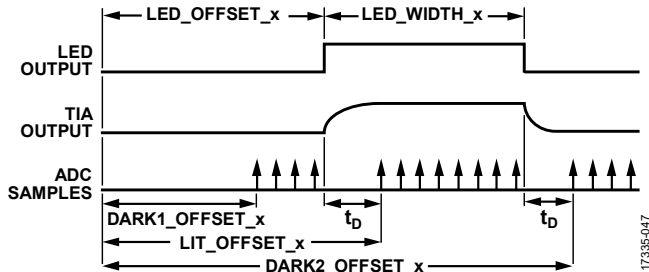 LED_OFFSET_x
LED_WIDTH_x
LED
OUTPUT
TIA
OUTPUT
ADC
SAMPLES
DARK1_OFFSET_x
tD
tD
LIT_OFFSET_x
DARK2_OFFSET_x
17335-047